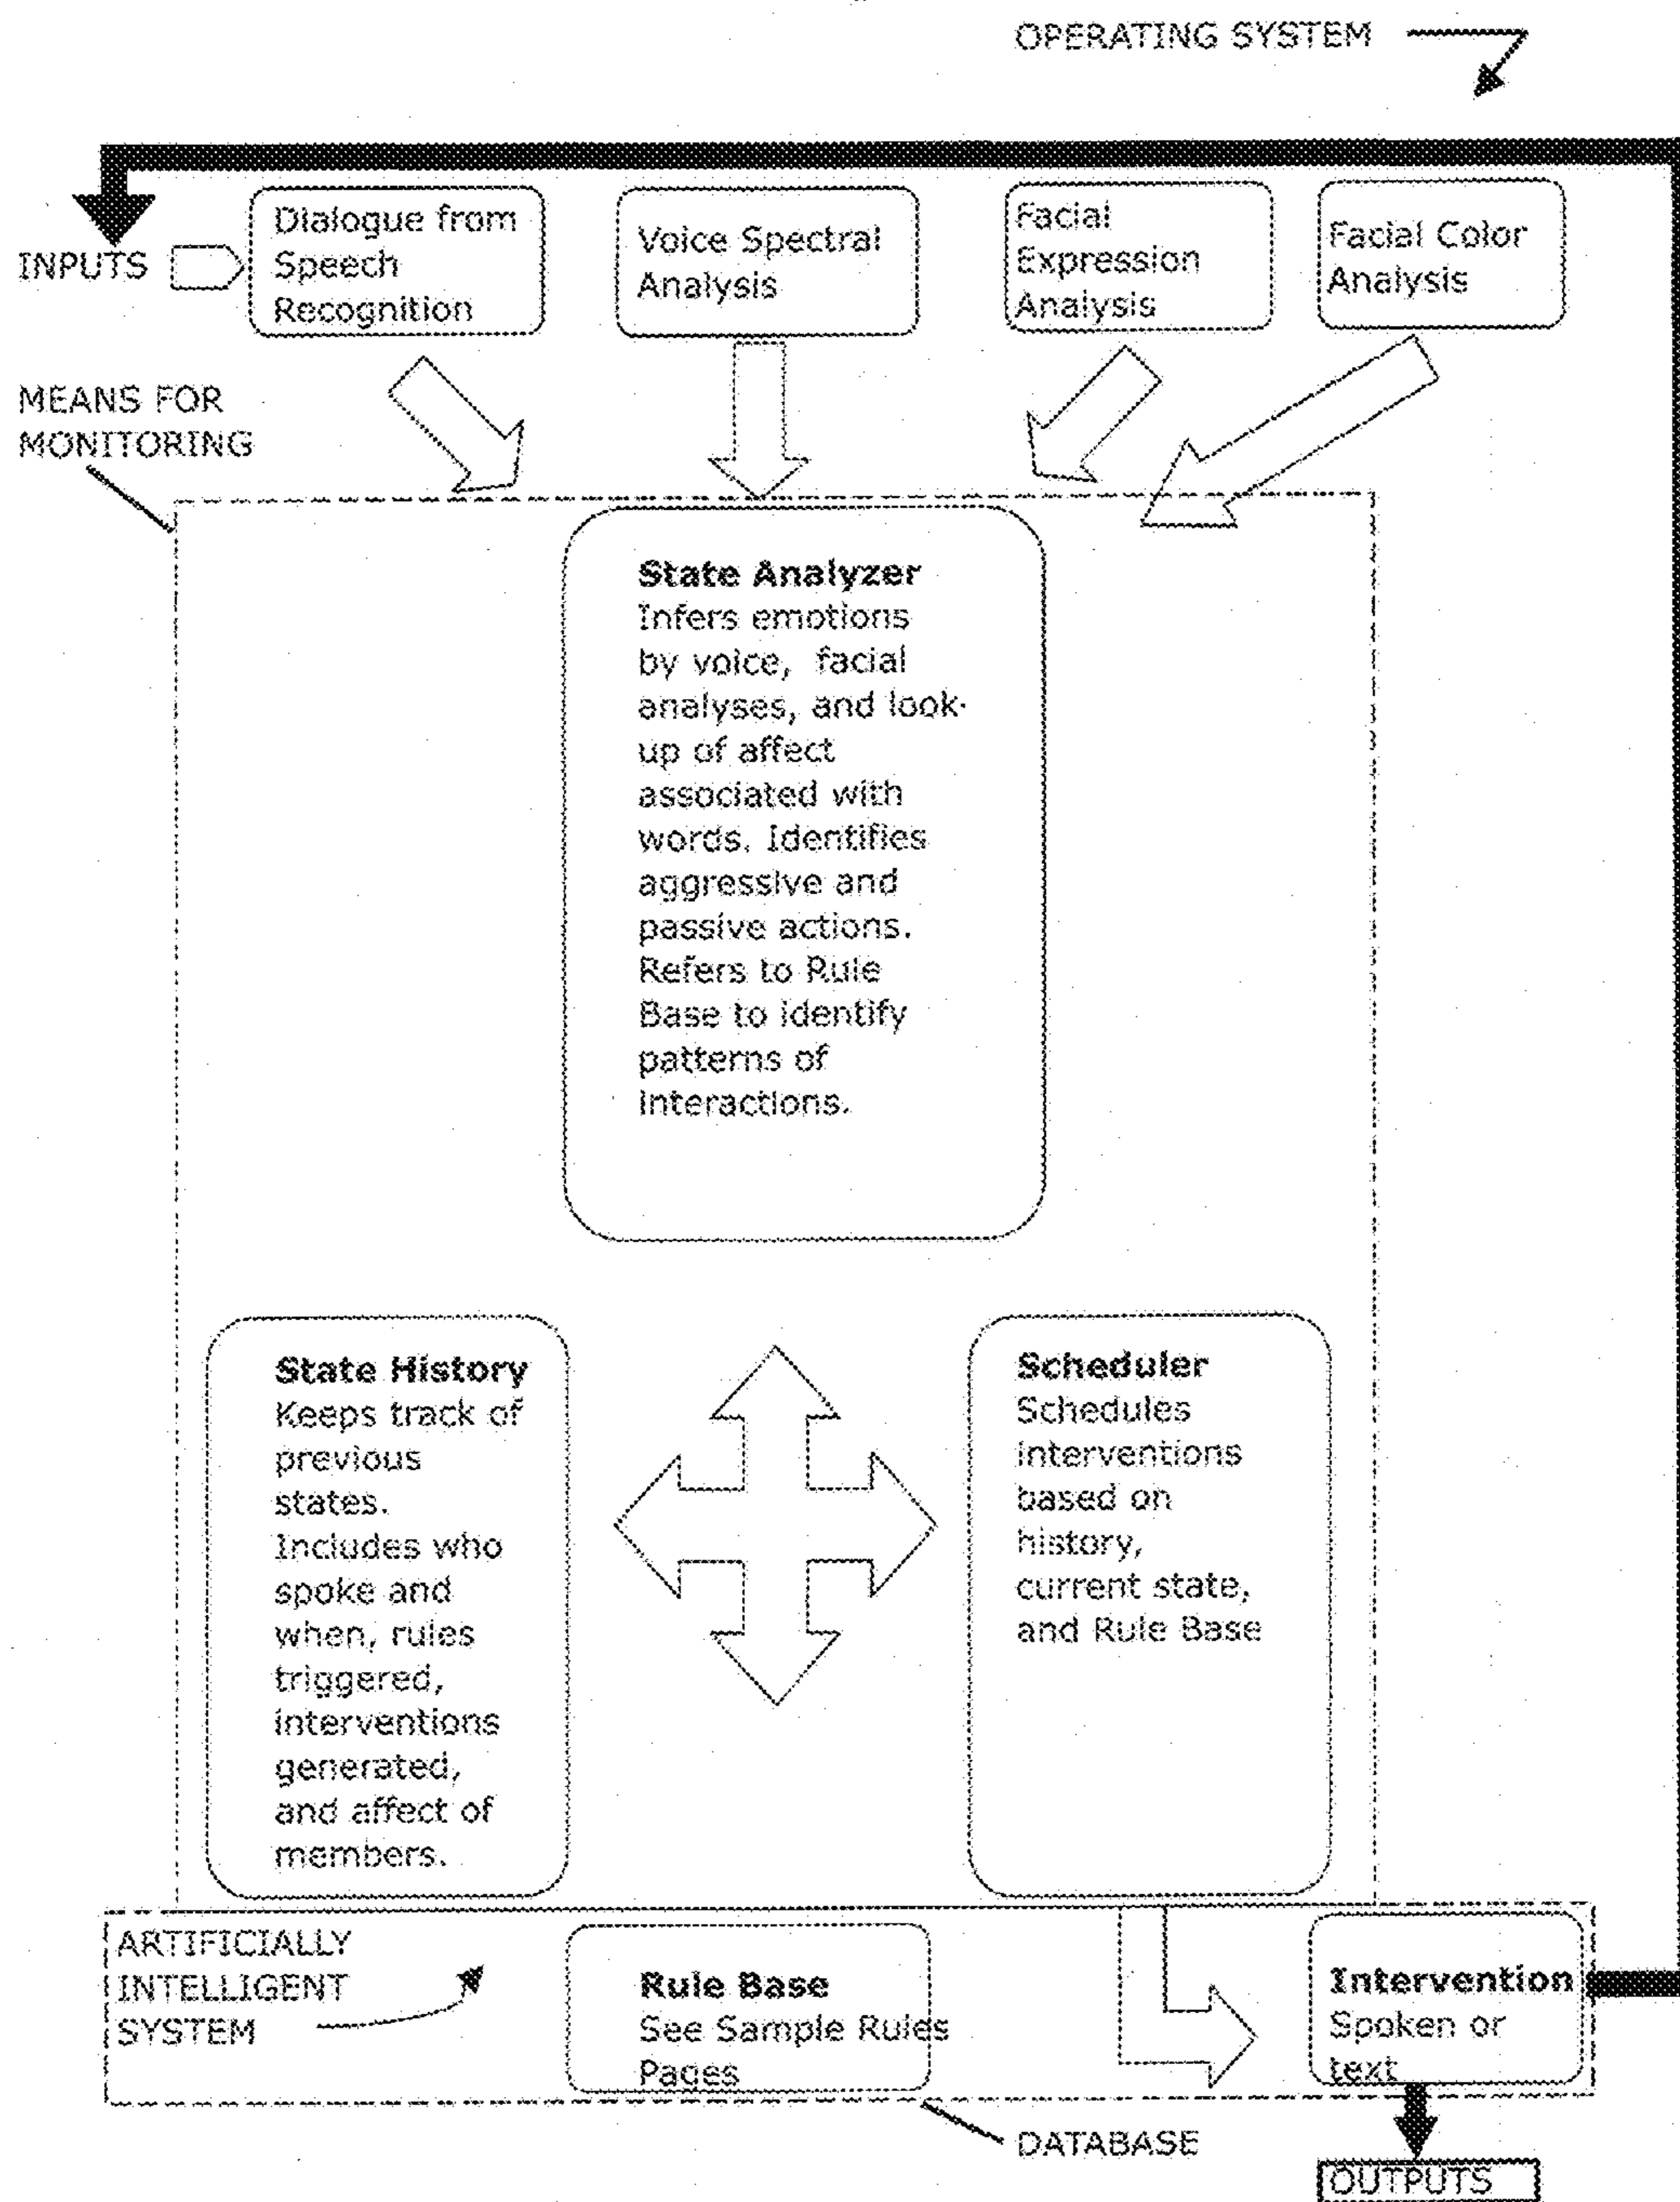 OPERATING SYSTEM
INPUTS
Dialogue from
Speech
Recognition
Voice Spectral
Analysis
Facial
Expression
Analysis
Facial Color
Analysis
MEANS FOR
MONITORING
State Analyzer
Infers emotions
by voice, facial
analyses, and look-
up of affect
associated with
words. Identifies
aggressive and
passive actions.
Refers to Rule
Base to identify
patterns of
interactions.
State History
Keeps track of
previous
states.
Includes who
spoke and
when, rules
triggered,
interventions
generated,
and affect of
members.
Scheduler
Schedules
interventions
based on
history,
current state,
and Rule Base
ARTIFICIALLY
INTELLIGENT
SYSTEM
Rule Base
See Sample Rules
Pages
Intervention
Spoken or
text
DATABASE
OUTPUTS